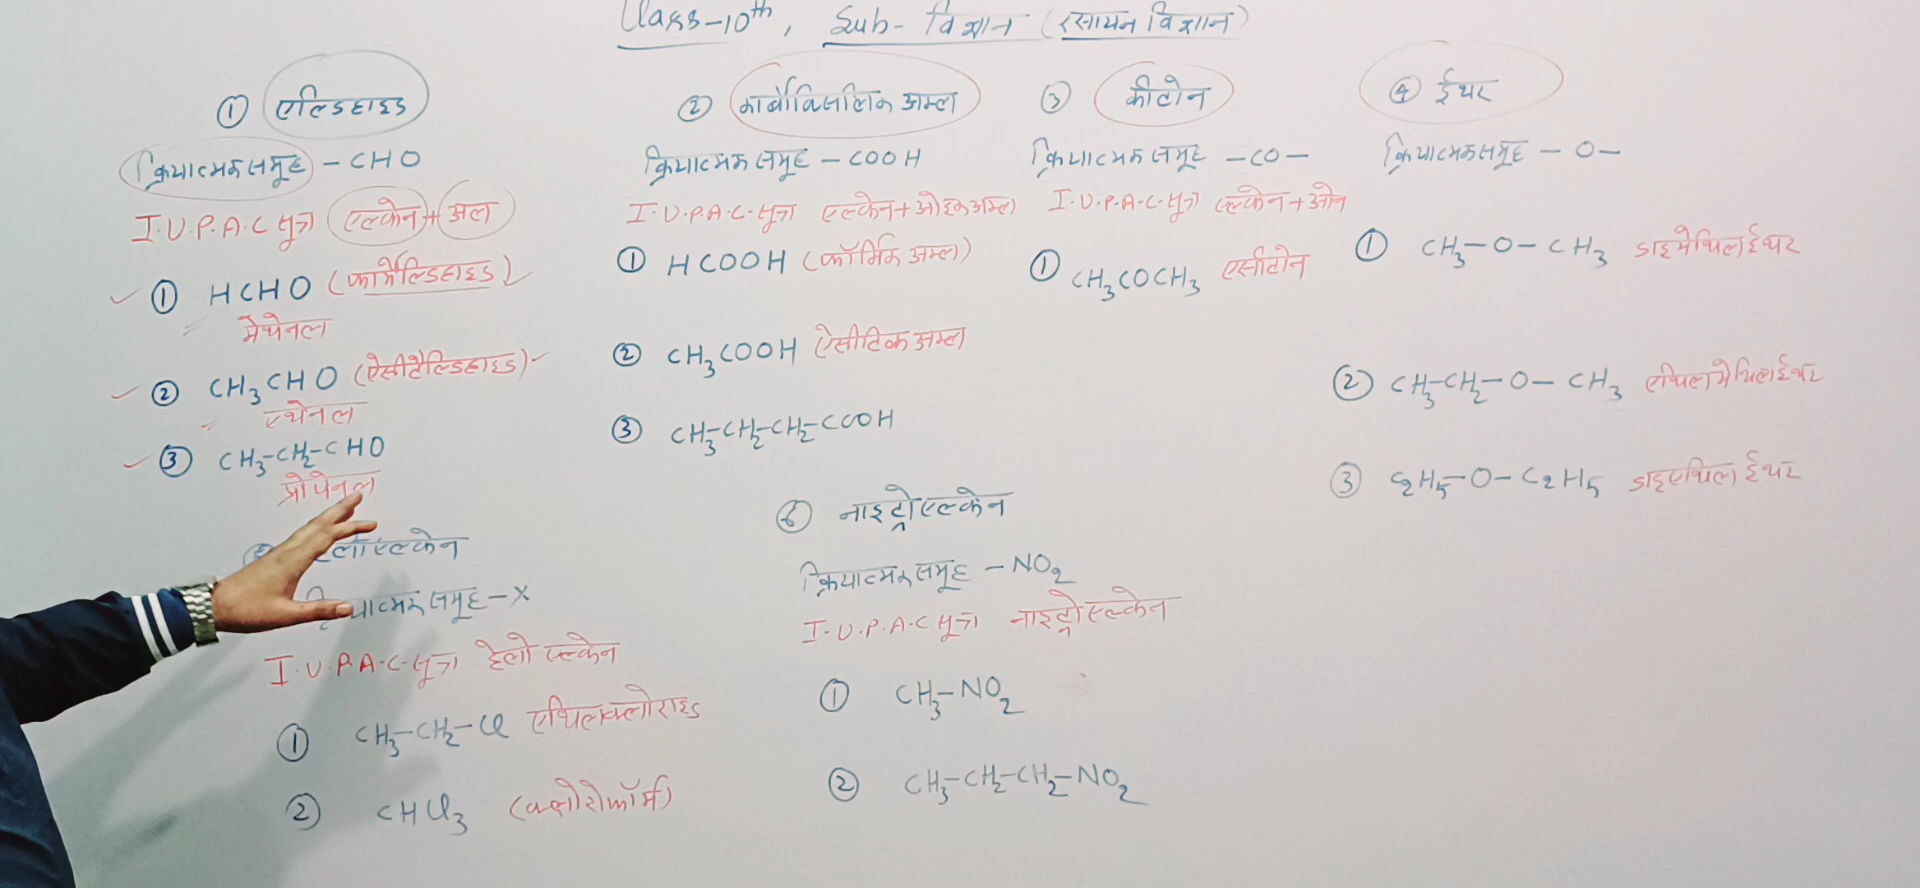 Class-10th, Sub- विज्ञान (रसायन विज्ञान)
① एल्डिहाइड
क्रियात्मक समूह - CHO
I.U.P.A.C सूत्र एल्केन + अल
① HCHO (फार्मेल्डिहाइड)
मेथेनल
② CH3CHO (ऐसीटैल्डिहाइड)
एथेनल
③ CH3-CH2-CHO
प्रोपेनल
② कार्बोक्सिलिक अम्ल
क्रियात्मक समूह - COOH
I.U.P.A.C. सूत्र एल्केन + ओइक अम्ल
① HCOOH (फॉर्मिक अम्ल)
② CH3COOH ऐसीटिक अम्ल
③ CH3-CH2-CH2-COOH
③ कीटोन
क्रियात्मक समूह -CO-
I.U.P.A.C. सूत्र एल्केन + ओन
① CH3COCH3 एसीटोन
④ ईथर
क्रियात्मक समूह - O-
① CH3-O-CH3 डाइमेथिल ईथर
② CH3-CH2-O-CH3 एथिल मेथिल ईथर
③ C2H5-O-C2H5 डाइएथिल ईथर
एल्केन
क्रियात्मक समूह -X
I.U.P.A.C. सूत्र हेलो एल्केन
① CH3-CH2-Cl एथिल क्लोराइड
② CHCl3 (क्लोरोफॉर्म)
⑥ नाइट्रो एल्केन
क्रियात्मक समूह - NO2
I.U.P.A.C सूत्र नाइट्रो एल्केन
① CH3-NO2
② CH3-CH2-CH2-NO2